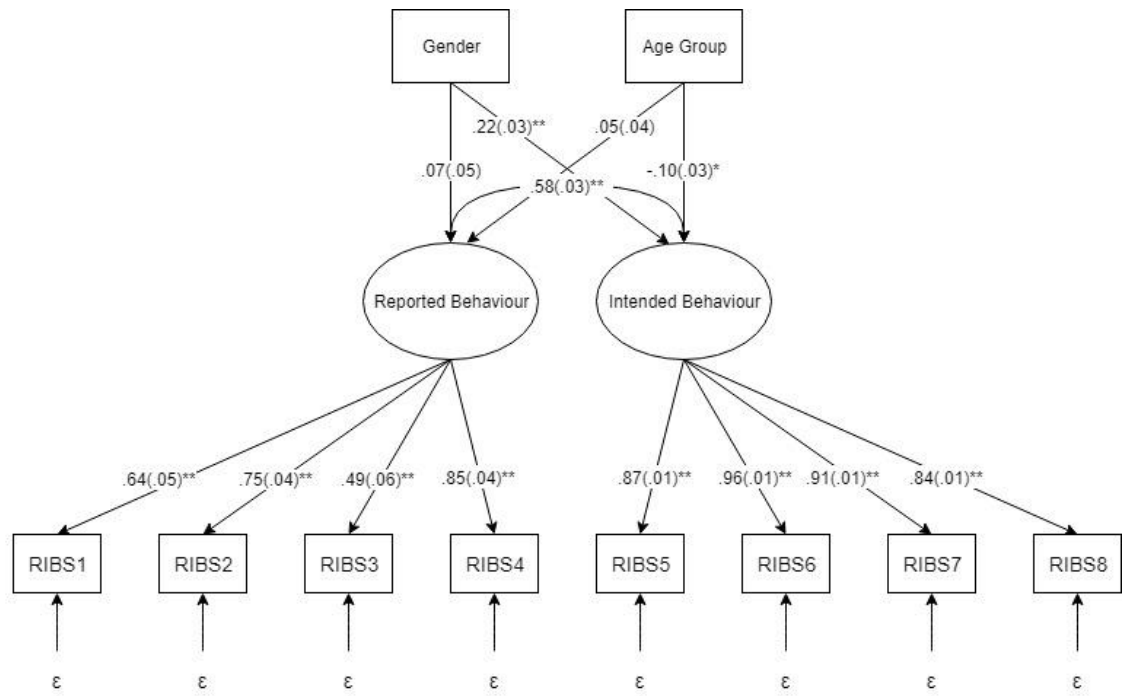 Gender
Age Group
.22(.03)**
.05(.04)
.07(.05)
.58(.03)**
-.10(.03)*
Reported Behaviour
Intended Behaviour
.64(.05)**
.75(.04)**
.49(.06)**
.85(.04)**
.87(.01)**
.96(.01)**
.91(.01)**
.84(.01)**
RIBS1
RIBS2
RIBS3
RIBS4
RIBS5
RIBS6
RIBS7
RIBS8
ε
ε
ε
ε
ε
ε
ε
ε